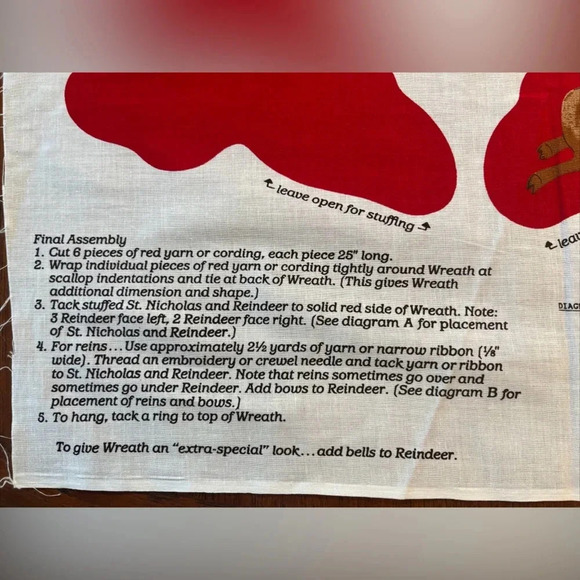 leave open for stuffing
Final Assembly
1. Cut 6 pieces of red yarn or cording, each piece 25" long.
2. Wrap individual pieces of red yarn or cording tightly around Wreath at
scallop indentations and tie at back of Wreath. (This gives Wreath
additional dimension and shape.)
3. Tack stuffed St. Nicholas and Reindeer to solid red side of Wreath. Note:
3 Reindeer face left, 2 Reindeer face right. (See diagram A for placement
of St. Nicholas and Reindeer.)
4. For reins...Use approximately 2½ yards of yarn or narrow ribbon (⅛"
wide). Thread an embroidery or crewel needle and tack yarn or ribbon
to St. Nicholas and Reindeer. Note that reins sometimes go over and
sometimes go under Reindeer. Add bows to Reindeer. (See diagram B for
placement of reins and bows.)
5. To hang, tack a ring to top of Wreath.
To give Wreath an “extra-special” look...add bells to Reindeer.